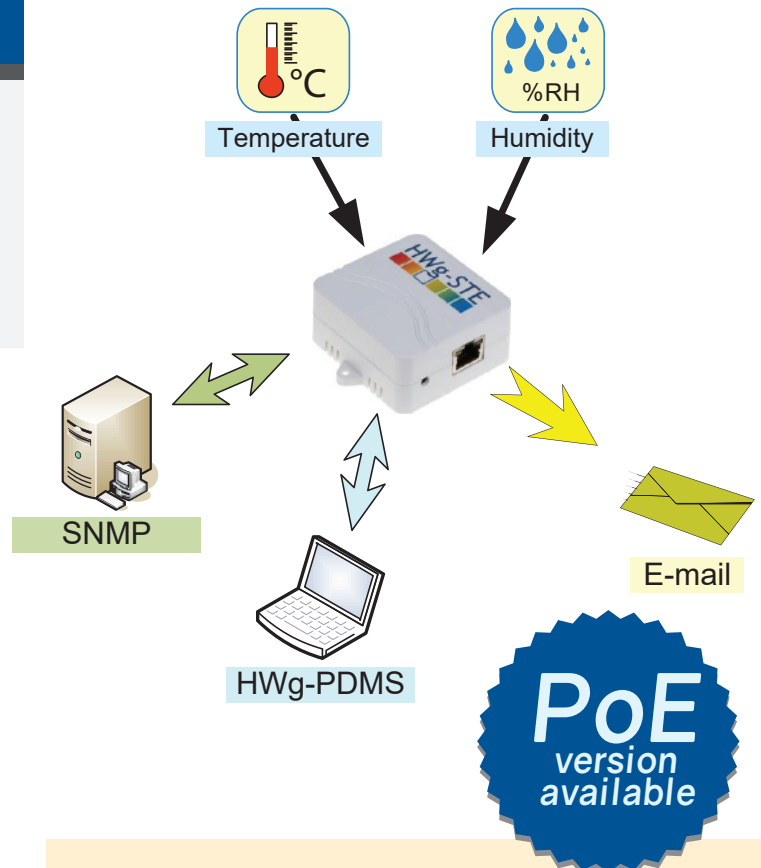 °C
%RH
Temperature
Humidity
HWg-STE
SNMP
E-mail
HWg-PDMS
PoE
version
available